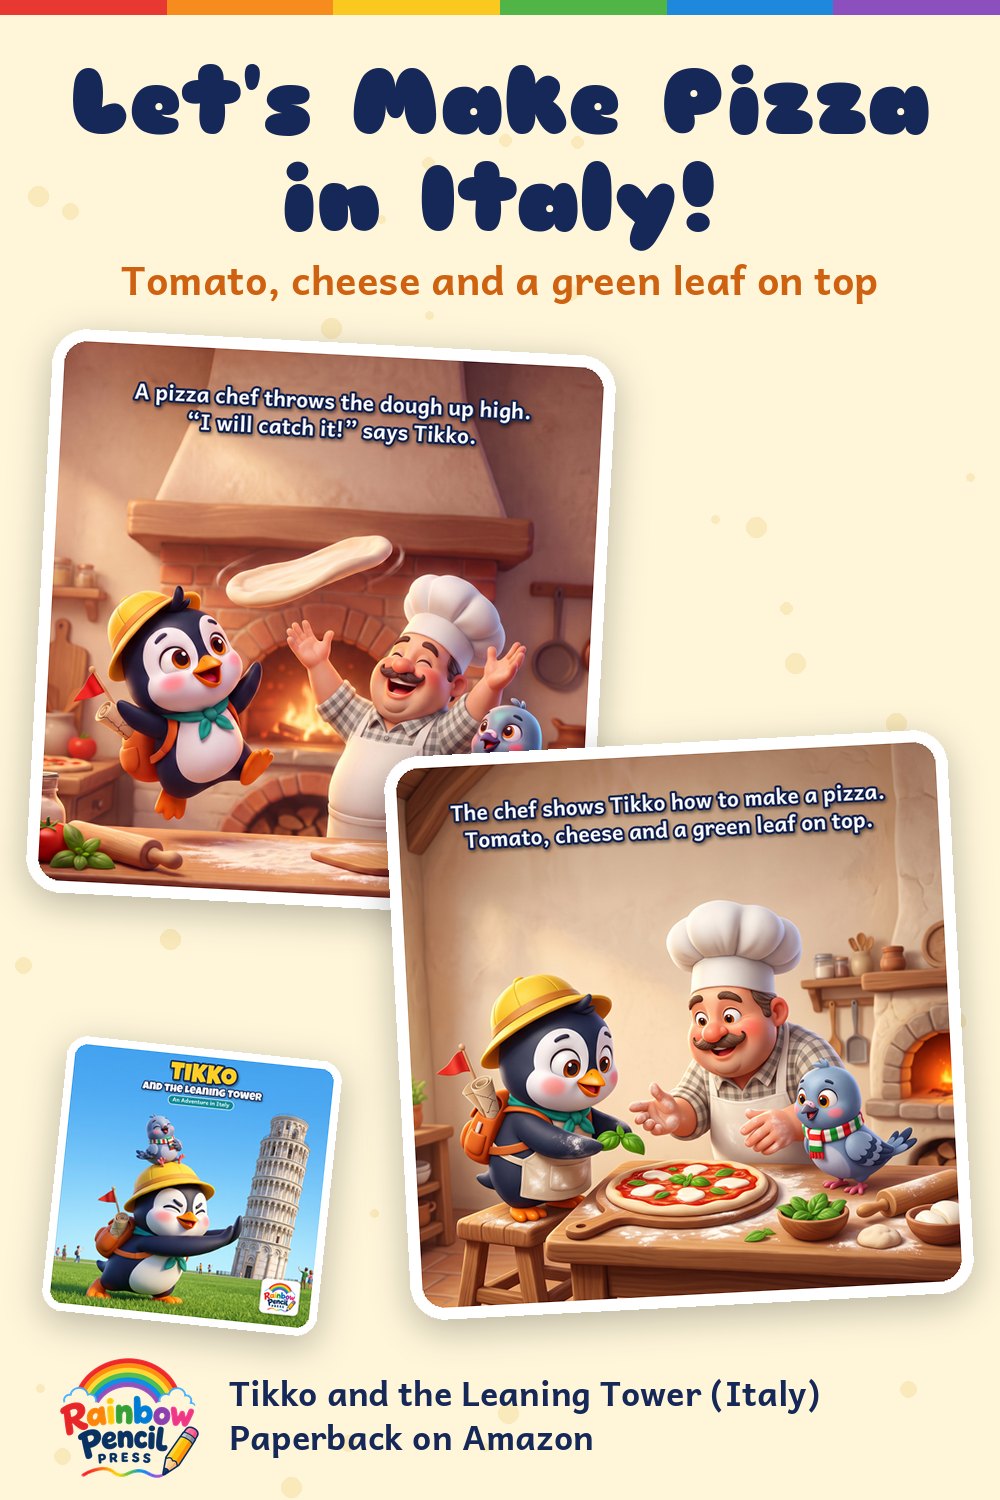 Let's Make Pizza
in Italy!
Tomato, cheese and a green leaf on top
A pizza chef throws the dough up high.
“I will catch it!” says Tikko.
The chef shows Tikko how to make a pizza.
Tomato, cheese and a green leaf on top.
TIKKO
AND THE LEANING TOWER
An Adventure in Italy
Rainbow
Pencil
PRESS
Rainbow
Pencil
PRESS
Tikko and the Leaning Tower (Italy)
Paperback on Amazon